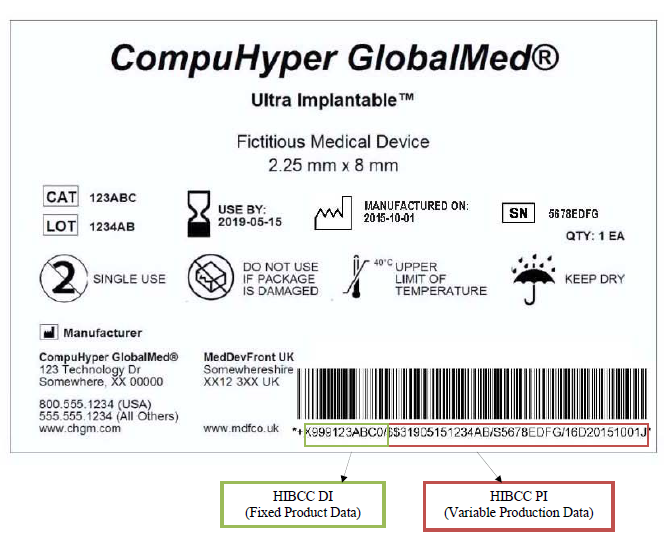 CompuHyper GlobalMed®
Ultra Implantable™
Fictitious Medical Device
2.25 mm x 8 mm
CAT 123ABC
LOT 1234AB
USE BY:
2019-05-15
MANUFACTURED ON:
2015-10-01
SN 5678EDFG
QTY: 1 EA
2 SINGLE USE
DO NOT USE
IF PACKAGE
IS DAMAGED
40°C UPPER
LIMIT OF
TEMPERATURE
KEEP DRY
Manufacturer
CompuHyper GlobalMed®
123 Technology Dr
Somewhere, XX 00000
800.555.1234 (USA)
555.555.1234 (All Others)
www.chgm.com
MedDevFront UK
Somewhereshire
XX12 3XX UK
www.mdfco.uk
*+X999123ABC0/$$31905151234AB/S5678EDFG/16D20151001J*
HIBCC DI
(Fixed Product Data)
HIBCC PI
(Variable Production Data)